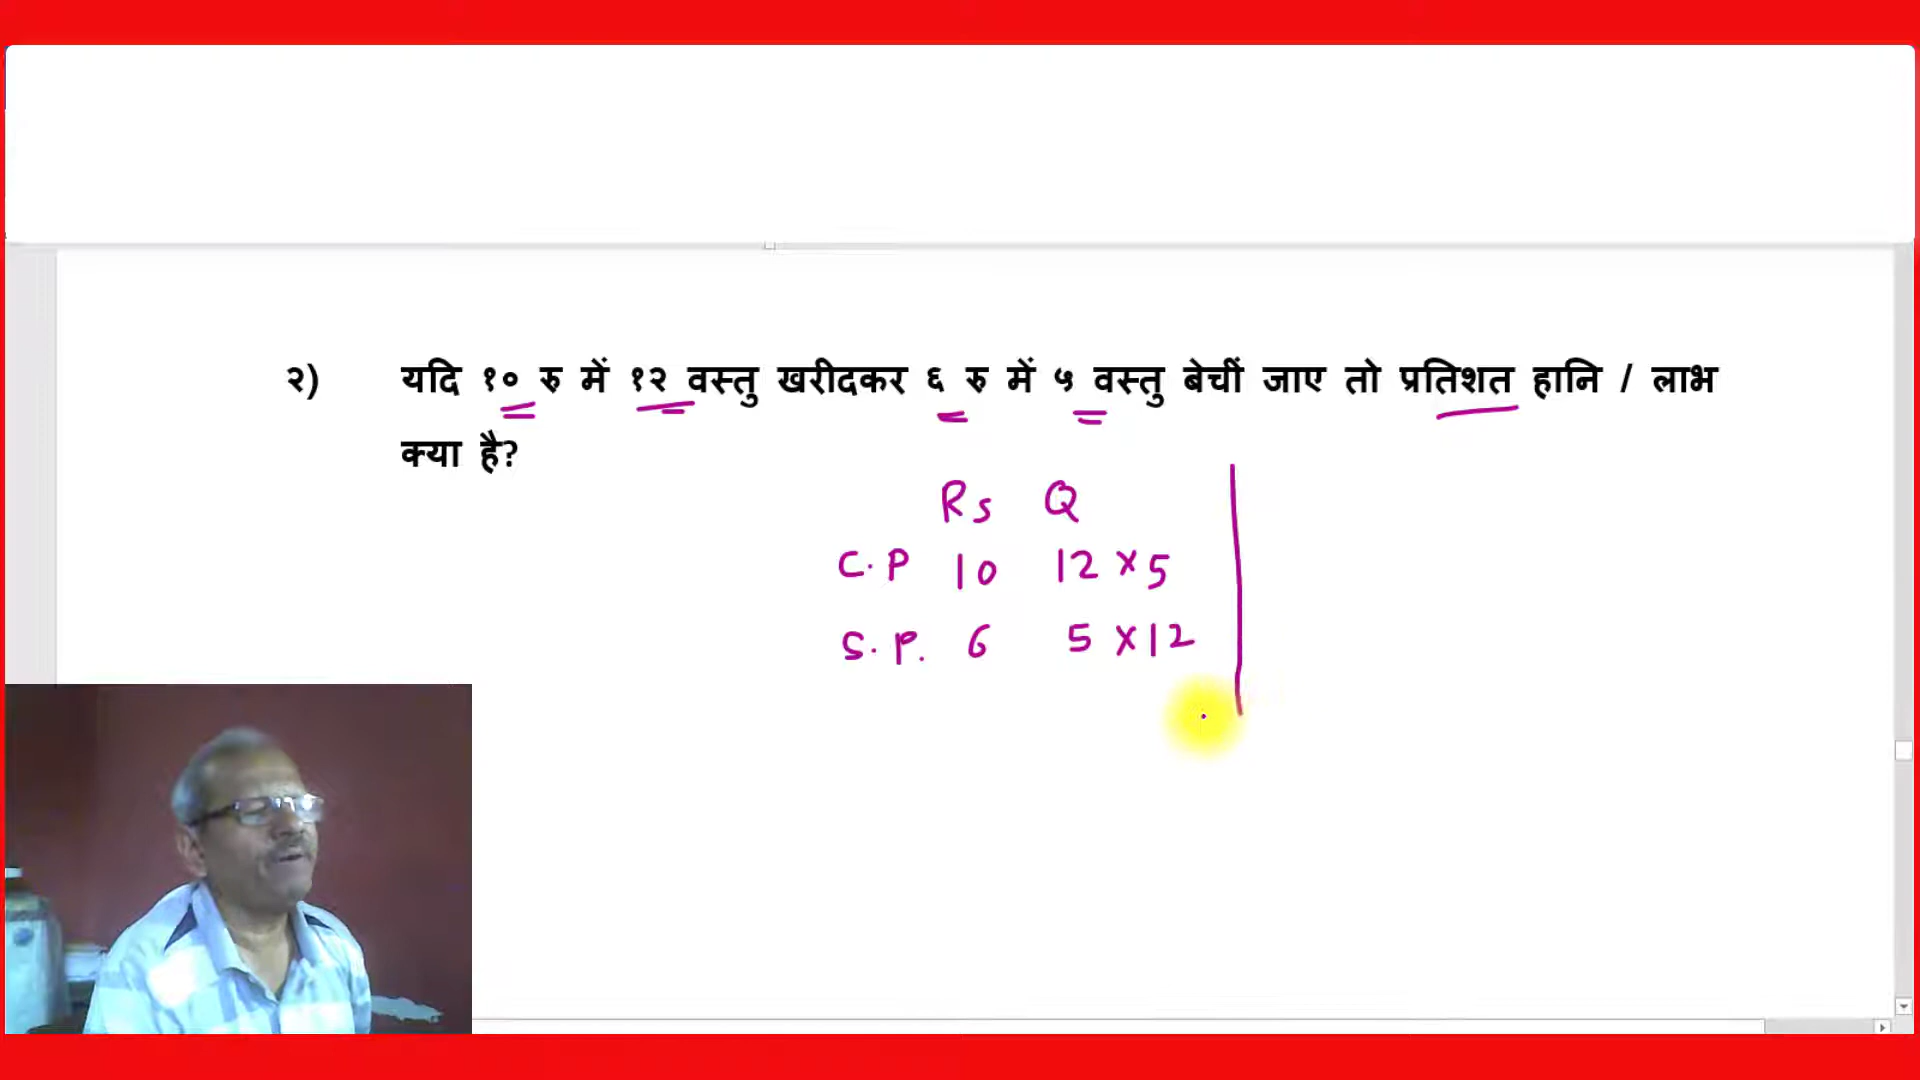 २) यदि १० रु में १२ वस्तु खरीदकर ६ रु में ५ वस्तु बेचीं जाए तो प्रतिशत हानि / लाभ
क्या है?
Rs Q
C.P 10 12 x 5
S.P. 6 5 x 12